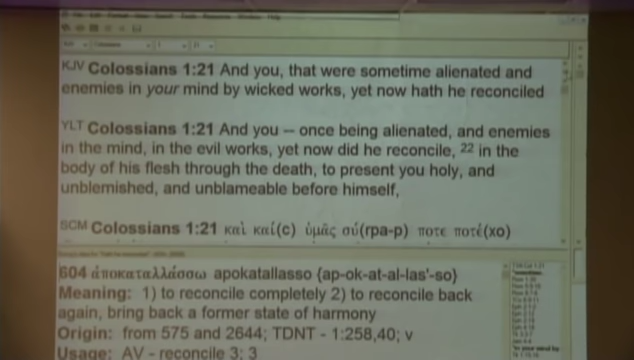 KJV Colossians 1:21 And you, that were sometime alienated and
enemies in your mind by wicked works, yet now hath he reconciled
YLT Colossians 1:21 And you — once being alienated, and enemies
in the mind, in the evil works, yet now did he reconcile, 22 in the
body of his flesh through the death, to present you holy, and
unblemished, and unblameable before himself,
SCM Colossians 1:21 καὶ καί(c) ὑμᾶς σύ(rpa-p) ποτε ποτέ(xo)
604 ἀποκαταλλάσσω apokatallasso {ap-ok-at-al-las'-so}
Meaning: 1) to reconcile completely 2) to reconcile back
again, bring back a former state of harmony
Origin: from 575 and 2644; TDNT - 1:258,40; v
Usage: AV - reconcile 3; 3